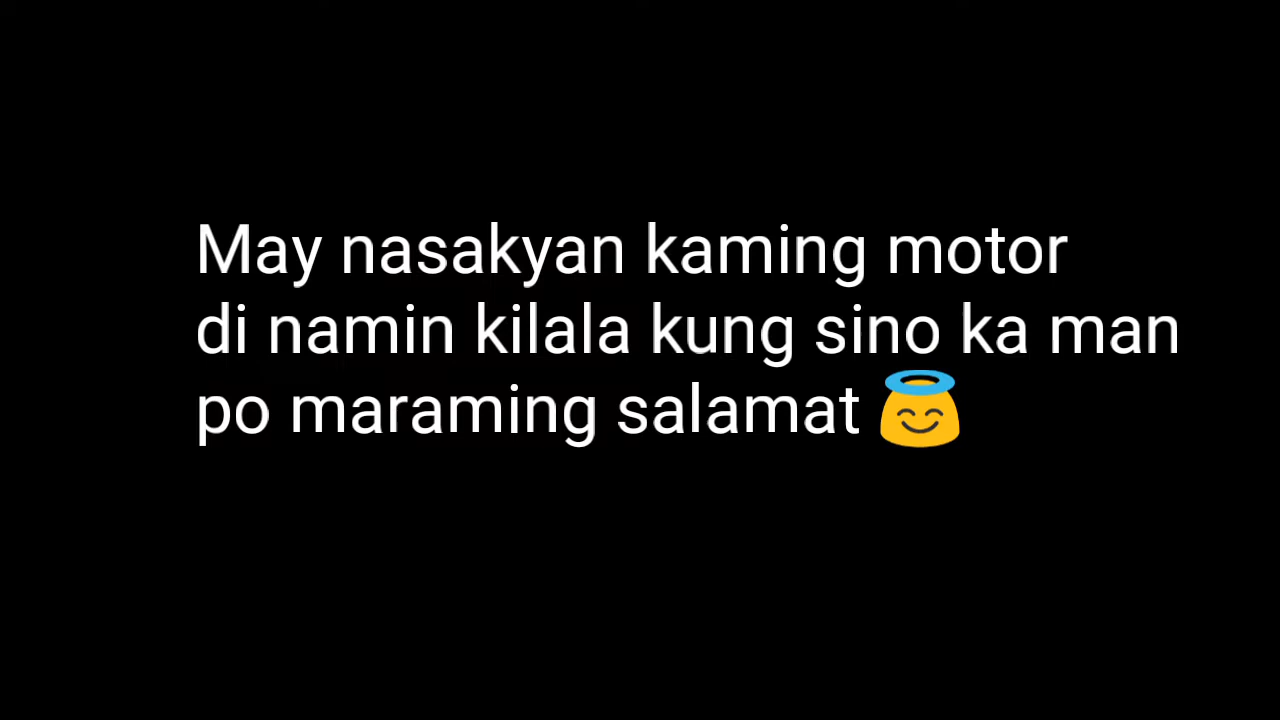 May nasakyan kaming motor
di namin kilala kung sino ka man
po maraming salamat 😇